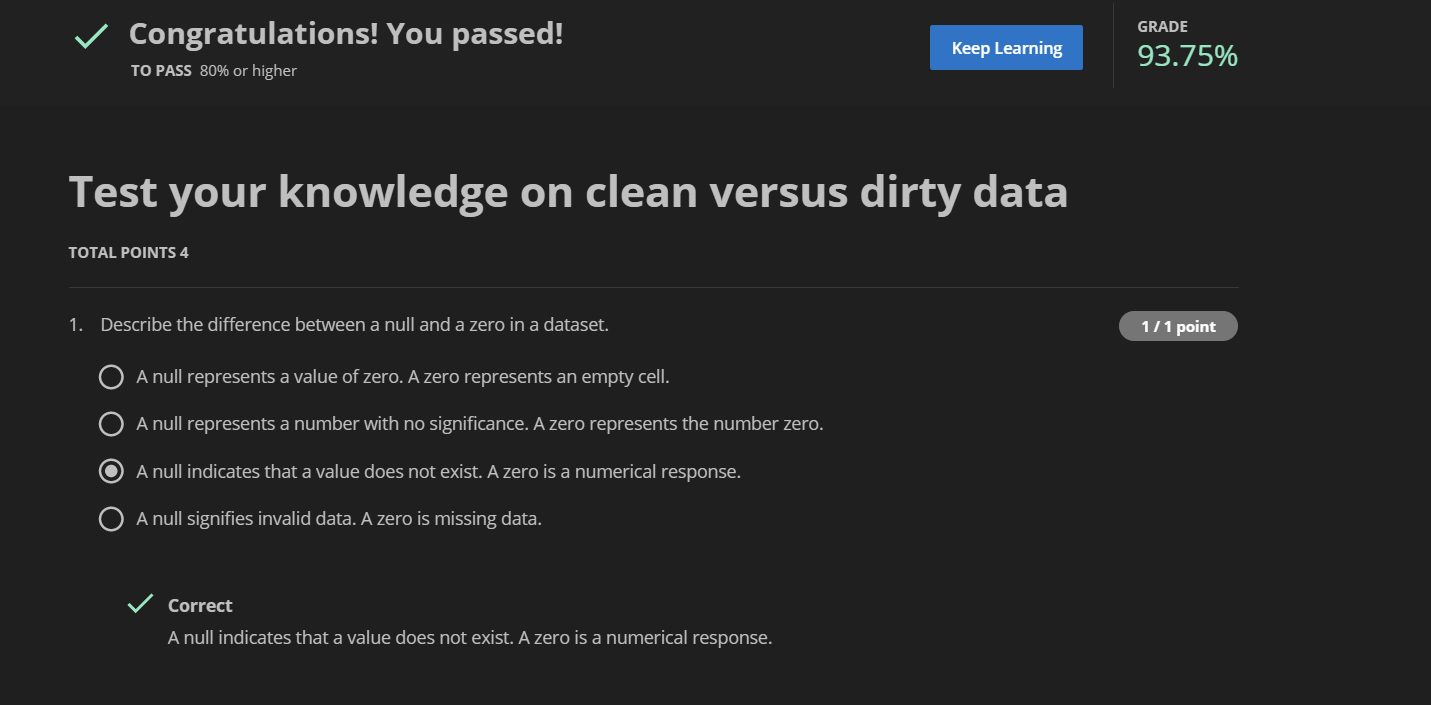 Congratulations! You passed!
TO PASS 80% or higher
Keep Learning
GRADE
93.75%
Test your knowledge on clean versus dirty data
TOTAL POINTS 4
1. Describe the difference between a null and a zero in a dataset.
1 / 1 point
A null represents a value of zero. A zero represents an empty cell.
A null represents a number with no significance. A zero represents the number zero.
A null indicates that a value does not exist. A zero is a numerical response.
A null signifies invalid data. A zero is missing data.
Correct
A null indicates that a value does not exist. A zero is a numerical response.